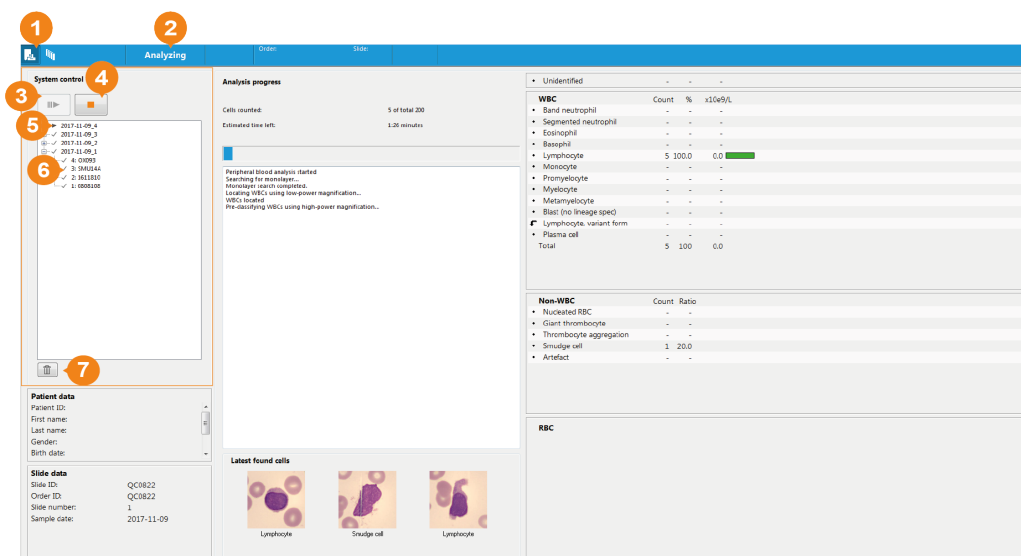 1
2
Analyzing
Order:
Slide:
System control
4
3
5
2017-11-09_4
2017-11-09_3
2017-11-09_2
2017-11-09_1
6
4: OX093
3: SMU14A
2: 1611810
1: 0808108
7
Patient data
Patient ID:
First name:
Last name:
Gender:
Birth date:
Slide data
Slide ID: QC0822
Order ID: QC0822
Slide number: 1
Sample date: 2017-11-09
Analysis progress
Cells counted: 5 of total 200
Estimated time left: 1:26 minutes
Peripheral blood analysis started
Searching for monolayer...
Monolayer search completed.
Locating WBCs using low-power magnification...
WBCs located
Pre-classifying WBCs using high-power magnification...
Latest found cells
Lymphocyte Smudge cell Lymphocyte
• Unidentified - - -
WBC Count % x10e9/L
• Band neutrophil - - -
• Segmented neutrophil - - -
• Eosinophil - - -
• Basophil - - -
• Lymphocyte 5 100.0 0.0
• Monocyte - - -
• Promyelocyte - - -
• Myelocyte - - -
• Metamyelocyte - - -
• Blast (no lineage spec) - - -
Lymphocyte, variant form - - -
• Plasma cell - - -
Total 5 100 0.0
Non-WBC Count Ratio
• Nucleated RBC - -
• Giant thrombocyte - -
• Thrombocyte aggregation - -
• Smudge cell 1 20.0
• Artefact - -
RBC